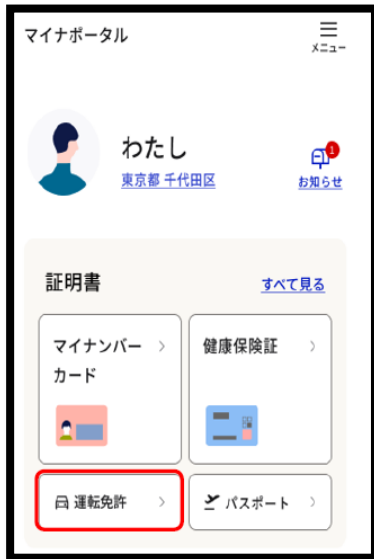 マイナポータル
メニュー
わたし
東京都 千代田区
1
お知らせ
証明書
すべて見る
マイナンバー
カード
健康保険証
運転免許
パスポート